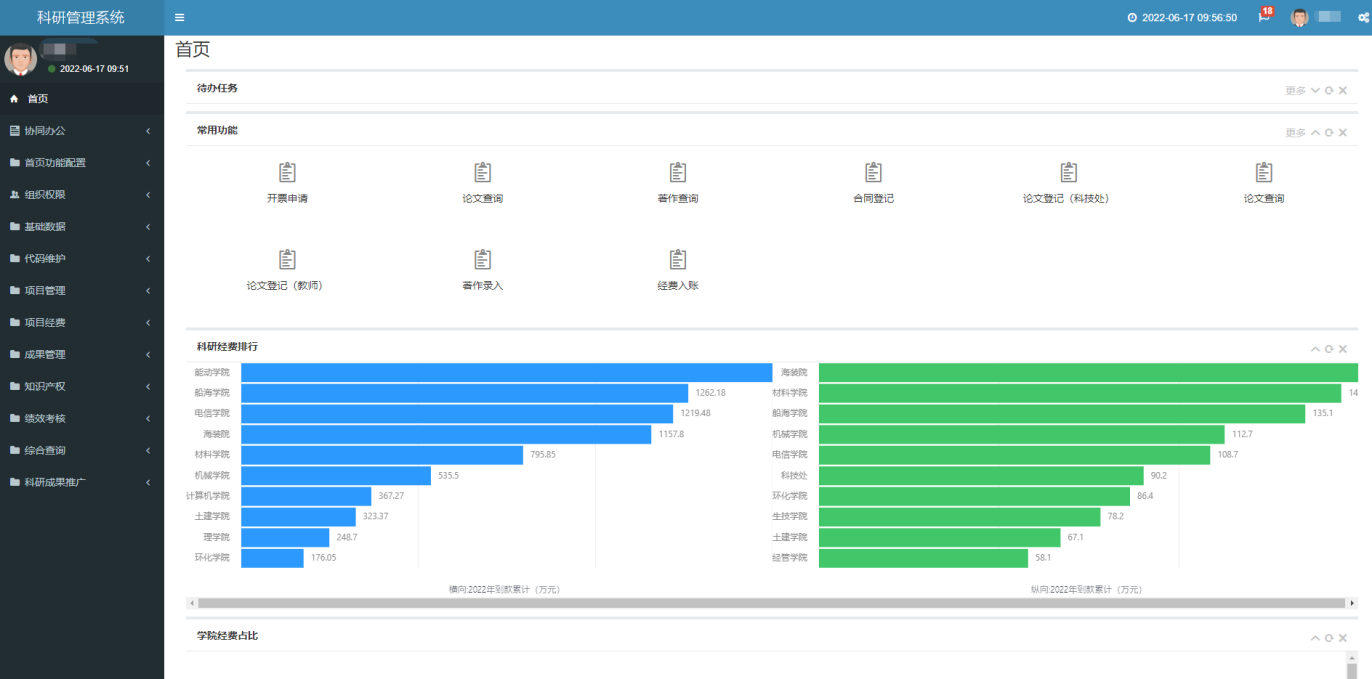 科研管理系统
2022-06-17 09:56:50
18
2022-06-17 09:51
首页
协同办公
首页功能配置
组织权限
基础数据
代码维护
项目管理
项目经费
成果管理
知识产权
绩效考核
综合查询
科研成果推广
首页
待办任务
更多
常用功能
更多
开票申请
论文查询
著作查询
合同登记
论文登记（科技处）
论文查询
论文登记（教师）
著作录入
经费入账
科研经费排行
能动学院
船海学院 1262.18
电信学院 1219.48
海装院 1157.8
材料学院 795.85
机械学院 535.5
计算机学院 367.27
土建学院 323.37
理学院 248.7
环化学院 176.05
横向:2022年到款累计（万元）
海装院
材料学院 14
船海学院 135.1
机械学院 112.7
电信学院 108.7
科技处 90.2
环化学院 86.4
生技学院 78.2
土建学院 67.1
经管学院 58.1
纵向:2022年到款累计（万元）
学院经费占比